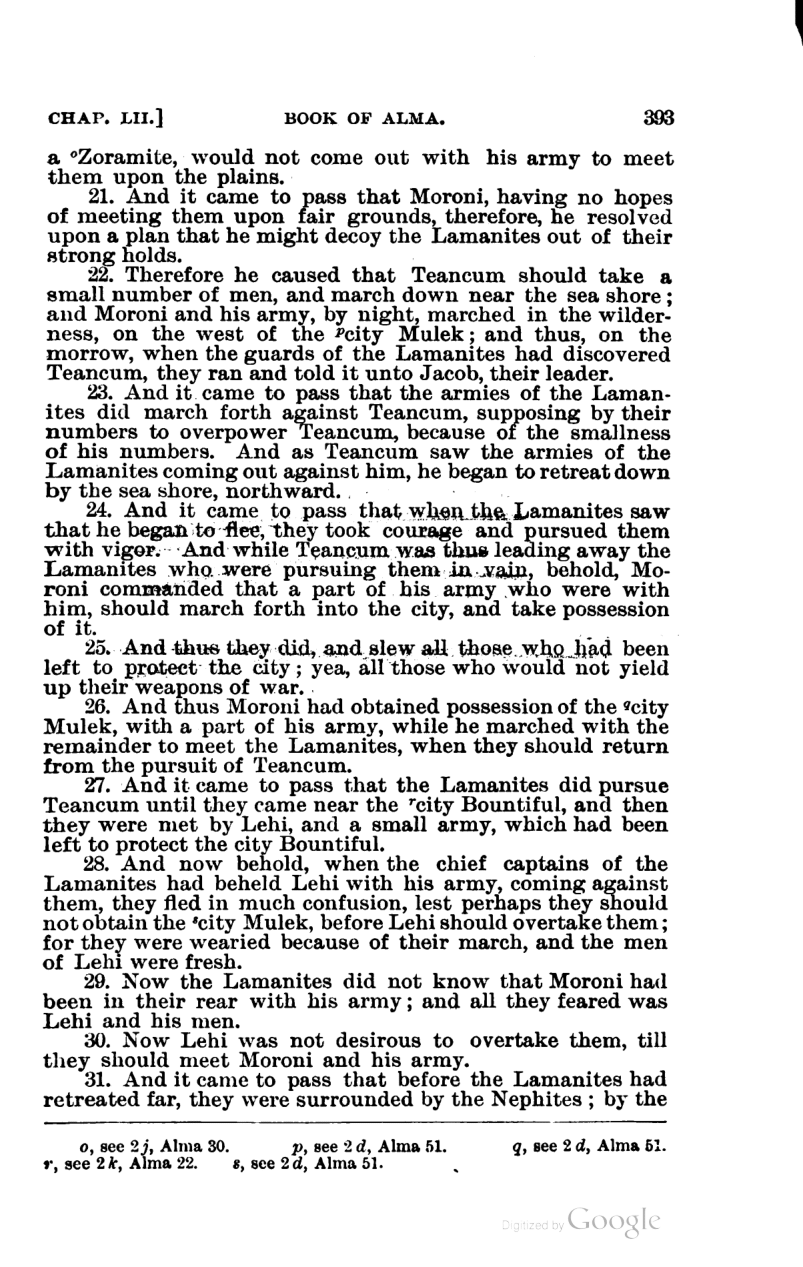 CHAP. LII.] BOOK OF ALMA. 393
a ᵒZoramite, would not come out with his army to meet
them upon the plains.
21. And it came to pass that Moroni, having no hopes
of meeting them upon fair grounds, therefore, he resolved
upon a plan that he might decoy the Lamanites out of their
strong holds.
22. Therefore he caused that Teancum should take a
small number of men, and march down near the sea shore;
and Moroni and his army, by night, marched in the wilder-
ness, on the west of the ᵖcity Mulek; and thus, on the
morrow, when the guards of the Lamanites had discovered
Teancum, they ran and told it unto Jacob, their leader.
23. And it came to pass that the armies of the Laman-
ites did march forth against Teancum, supposing by their
numbers to overpower Teancum, because of the smallness
of his numbers. And as Teancum saw the armies of the
Lamanites coming out against him, he began to retreat down
by the sea shore, northward.
24. And it came to pass that when the Lamanites saw
that he began to flee, they took courage and pursued them
with vigor. And while Teancum was thus leading away the
Lamanites who were pursuing them in vain, behold, Mo-
roni commanded that a part of his army who were with
him, should march forth into the city, and take possession
of it.
25. And thus they did, and slew all those who had been
left to protect the city; yea, all those who would not yield
up their weapons of war.
26. And thus Moroni had obtained possession of the qcity
Mulek, with a part of his army, while he marched with the
remainder to meet the Lamanites, when they should return
from the pursuit of Teancum.
27. And it came to pass that the Lamanites did pursue
Teancum until they came near the ʳcity Bountiful, and then
they were met by Lehi, and a small army, which had been
left to protect the city Bountiful.
28. And now behold, when the chief captains of the
Lamanites had beheld Lehi with his army, coming against
them, they fled in much confusion, lest perhaps they should
not obtain the ˢcity Mulek, before Lehi should overtake them;
for they were wearied because of their march, and the men
of Lehi were fresh.
29. Now the Lamanites did not know that Moroni had
been in their rear with his army; and all they feared was
Lehi and his men.
30. Now Lehi was not desirous to overtake them, till
they should meet Moroni and his army.
31. And it came to pass that before the Lamanites had
retreated far, they were surrounded by the Nephites; by the
o, see 2 j, Alma 30. p, see 2 d, Alma 51. q, see 2 d, Alma 51.
r, see 2 k, Alma 22. s, see 2 d, Alma 51.
Digitized by Google